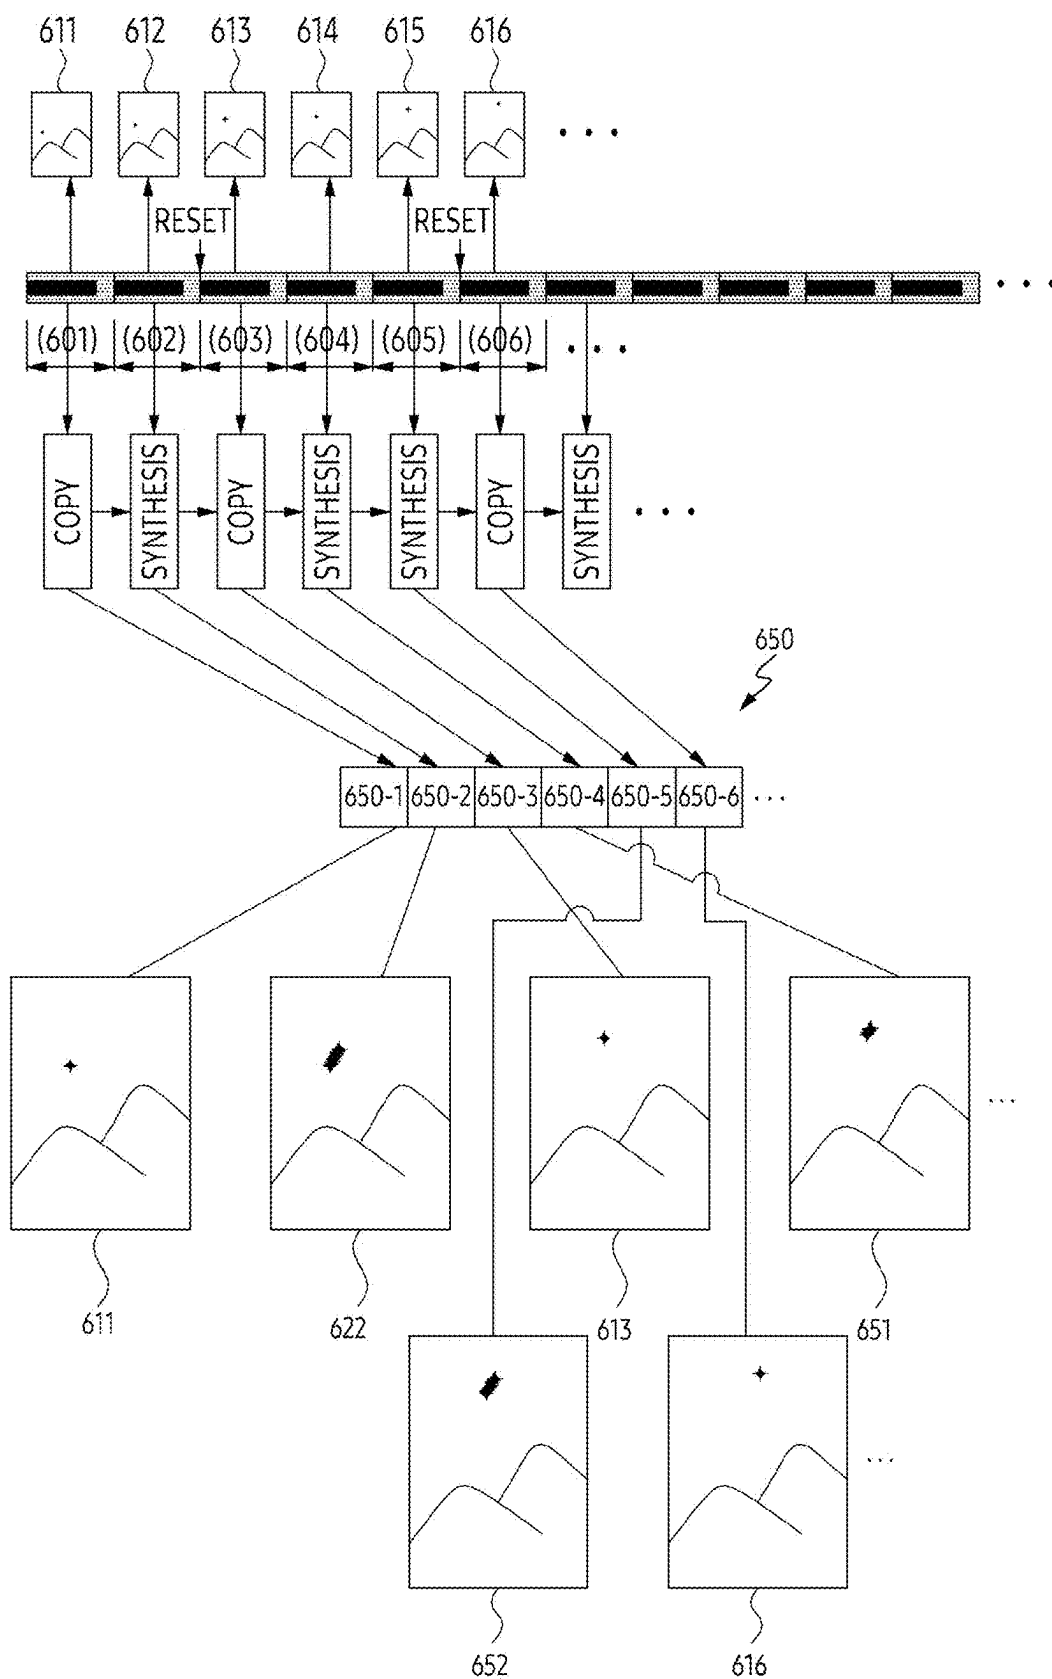 611 612 613 614 615 616
RESET RESET
(601) (602) (603) (604) (605) (606)
COPY SYNTHESIS COPY SYNTHESIS SYNTHESIS COPY SYNTHESIS
650
650-1 650-2 650-3 650-4 650-5 650-6
611 622 613 651
652 616